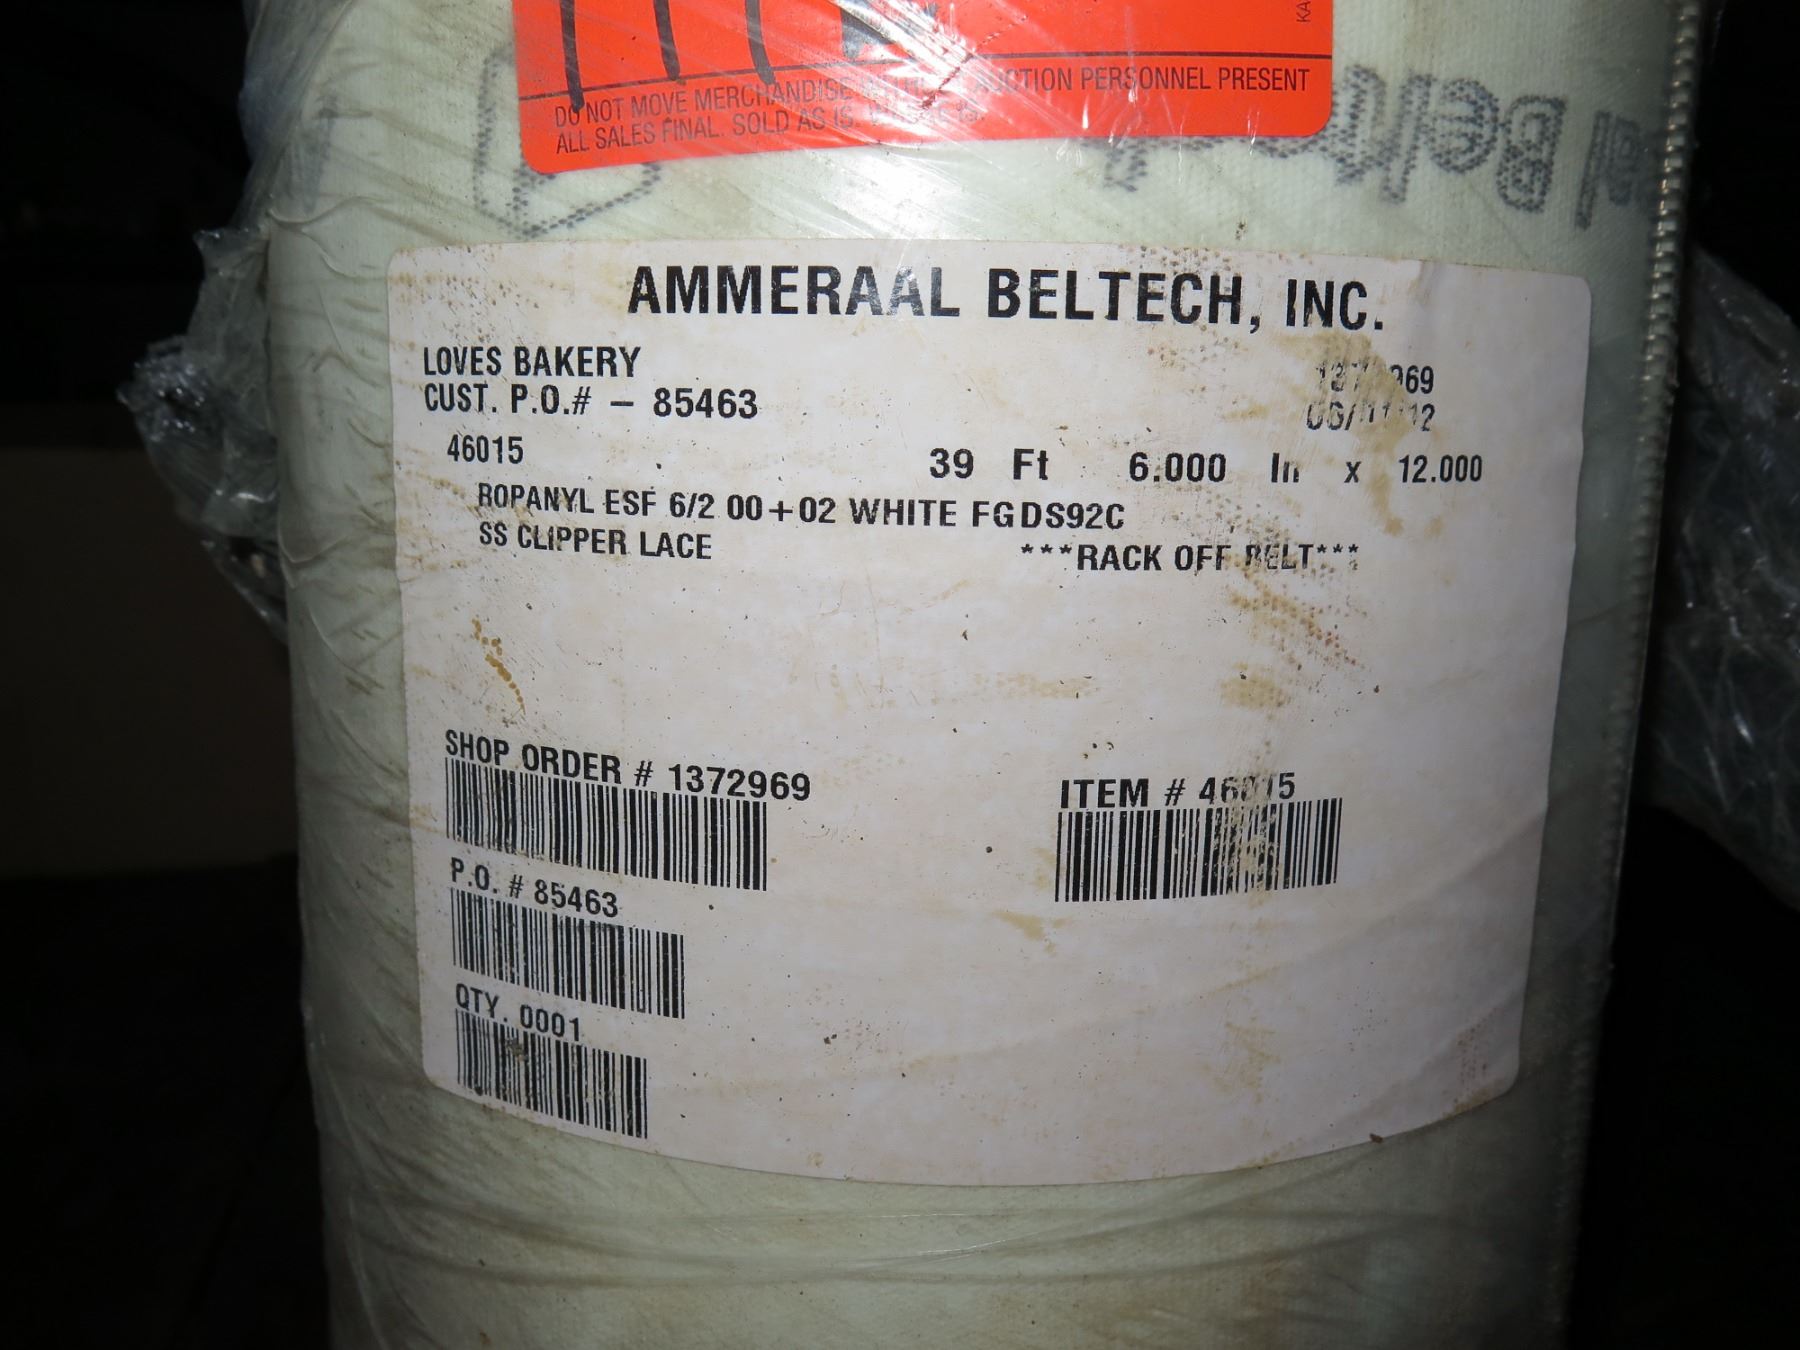 DO NOT MOVE MERCHANDISE AUCTION PERSONNEL PRESENT
ALL SALES FINAL. SOLD AS IS,
AMMERAAL BELTECH, INC.
LOVES BAKERY
CUST. P.O.# – 85463
46015 39 Ft 6.000 In x 12.000
ROPANYL ESF 6/2 00+02 WHITE FGDS92C
SS CLIPPER LACE ***RACK OFF BELT***
SHOP ORDER # 1372969
ITEM # 46015
P.O. # 85463
QTY. 0001